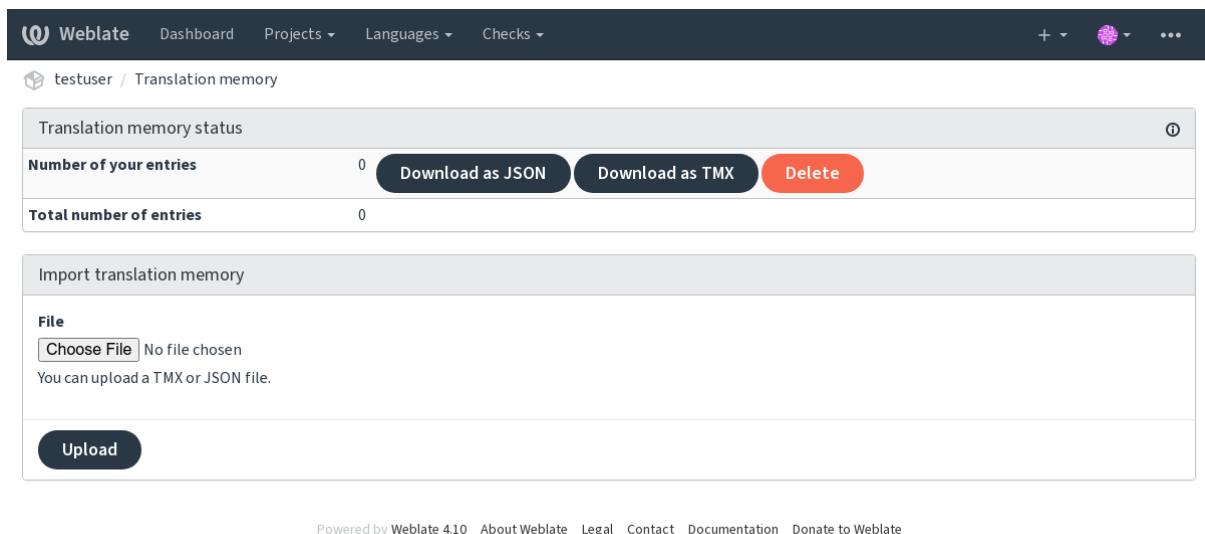 Weblate Dashboard Projects Languages Checks +
testuser / Translation memory
Translation memory status
Number of your entries 0 Download as JSON Download as TMX Delete
Total number of entries 0
Import translation memory
File
Choose File No file chosen
You can upload a TMX or JSON file.
Upload
Powered by Weblate 4.10 About Weblate Legal Contact Documentation Donate to Weblate